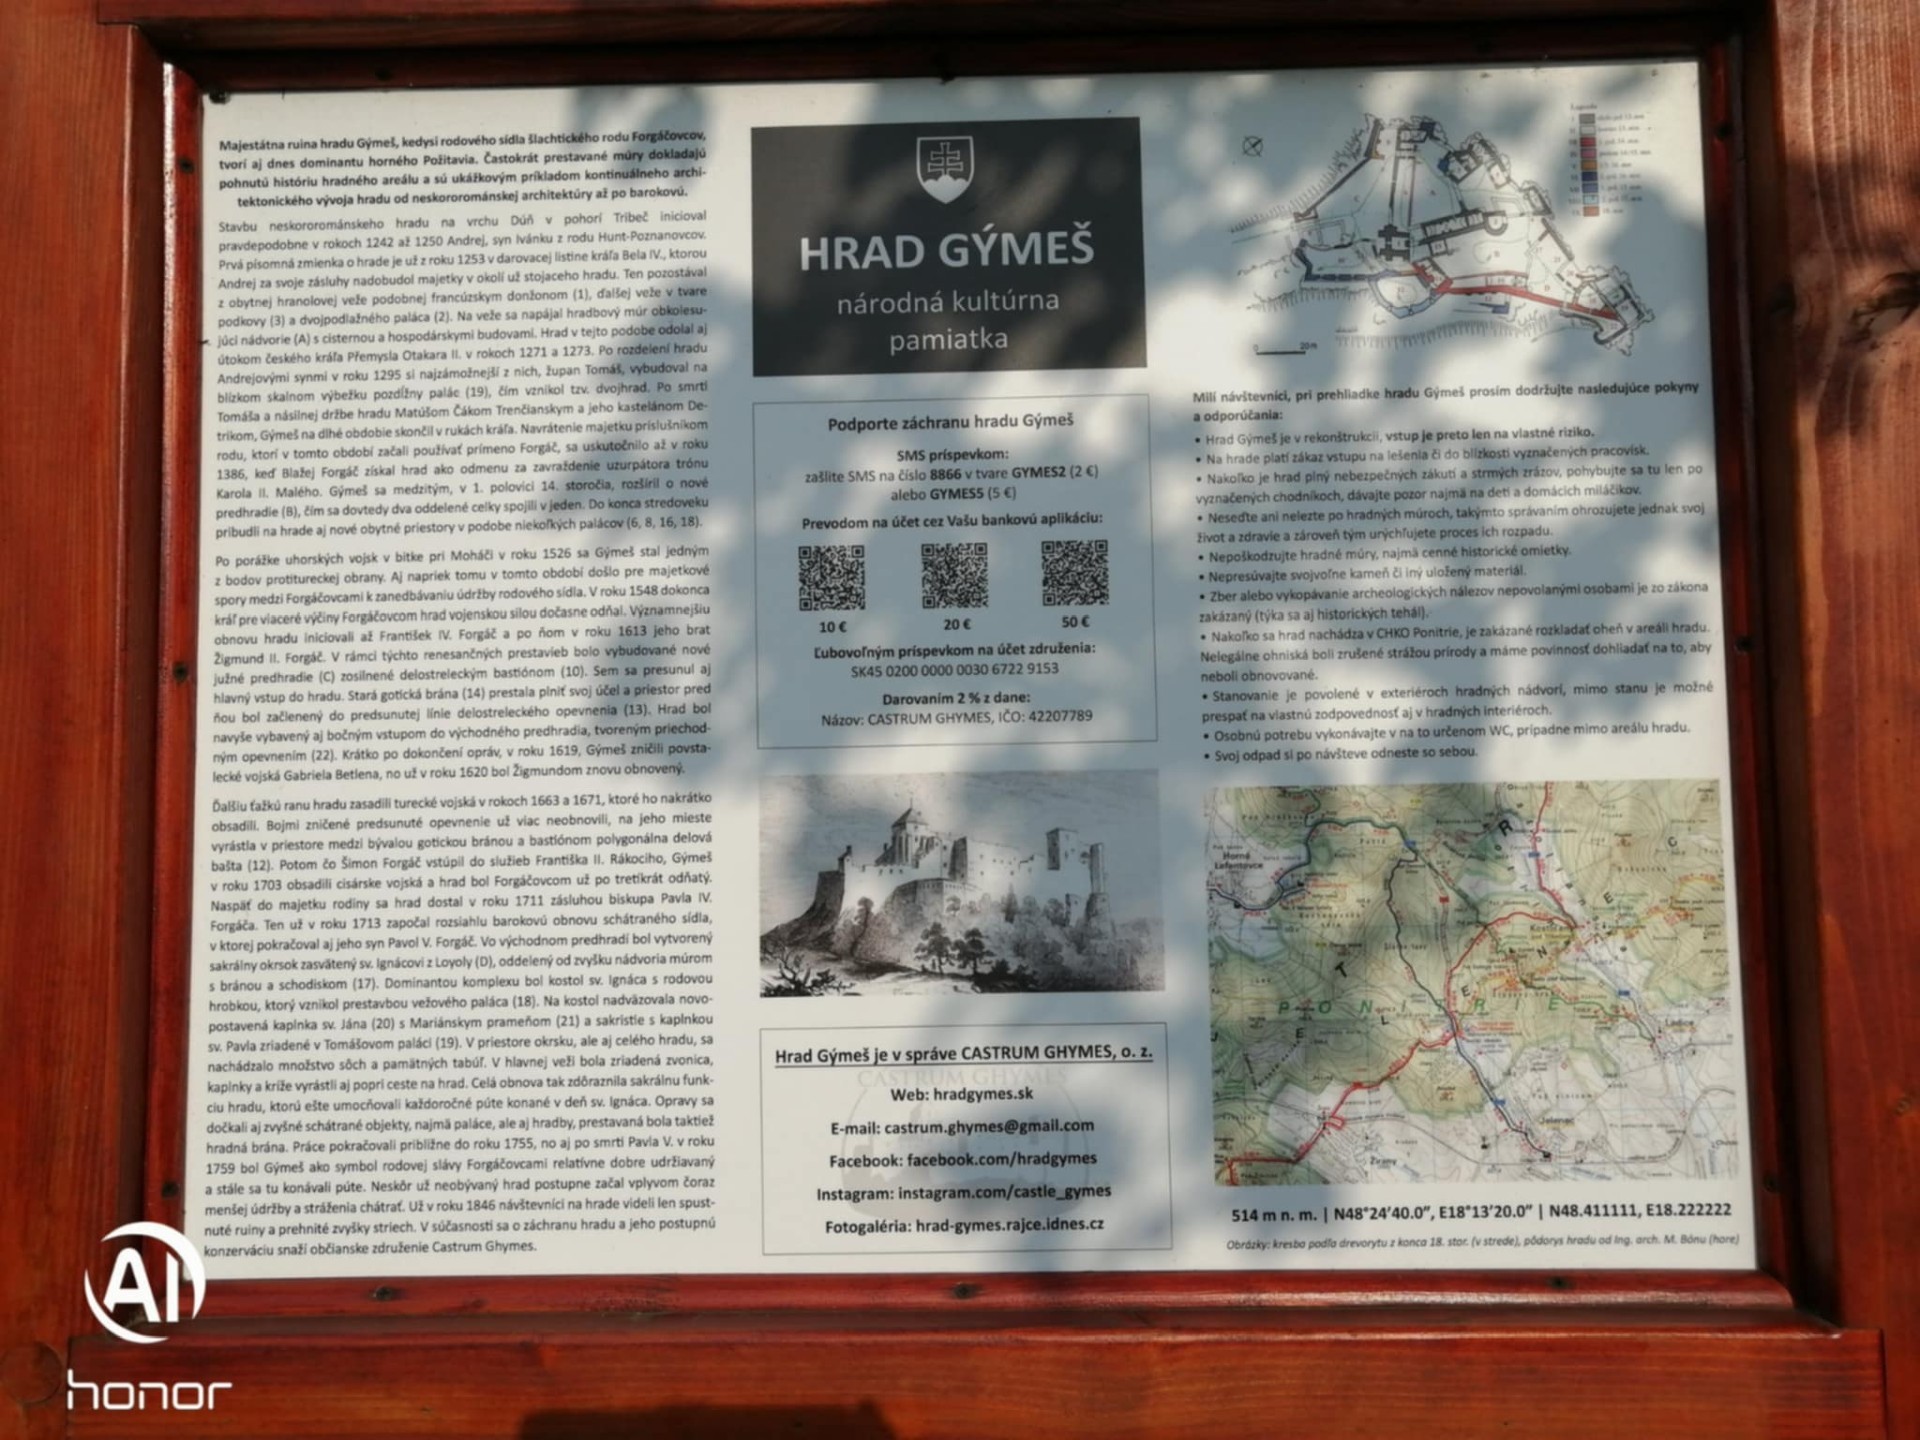 Majestátna ruina hradu Gýmeš, kedysi rodového sídla šlachtického rodu Forgáčovcov,
tvorí aj dnes dominantu horného Požitavia. Častokrát prestavané múry dokladajú
pohnutú históriu hradného areálu a sú ukážkovým príkladom kontinuálneho archi-
tektonického vývoja hradu od neskororománskej architektúry až po barokovú.
Stavbu neskororománskeho hradu na vrchu Dúň v pohorí Tribeč inicioval
pravdepodobne v rokoch 1242 až 1250 Andrej, syn Ivánku z rodu Hunt-Poznanovcov.
Prvá písomná zmienka o hrade je už z roku 1253 v darovacej listine kráľa Bela IV., ktorou
Andrej za svoje zásluhy nadobudol majetky v okolí už stojaceho hradu. Ten pozostával
z obytnej hranolovej veže podobnej francúzskym donžonom (1), ďalšej veže v tvare
podkovy (3) a dvojpodlažného paláca (2). Na veže sa napájal hradbový múr obkolesu-
júci nádvorie (A) s cisternou a hospodárskymi budovami. Hrad v tejto podobe odolal aj
útokom českého kráľa Přemysla Otakara II. v rokoch 1271 a 1273. Po rozdelení hradu
Andrejovými synmi v roku 1295 si najzámožnejší z nich, župan Tomáš, vybudoval na
blízkom skalnom výbežku pozdĺžny palác (19), čím vznikol tzv. dvojhrad. Po smrti
Tomáša a násilnej držbe hradu Matúšom Čákom Trenčianskym a jeho kastelánom De-
trikom, Gýmeš na dlhé obdobie skončil v rukách kráľa. Navrátenie majetku príslušníkom
rodu, ktorí v tomto období začali používať prímeno Forgáč, sa uskutočnilo až v roku
1386, keď Blažej Forgáč získal hrad ako odmenu za zavraždenie uzurpátora trónu
Karola II. Malého. Gýmeš sa medzitým, v 1. polovici 14. storočia, rozšíril o nové
predhradie (B), čím sa dovtedy dva oddelené celky spojili v jeden. Do konca stredoveku
pribudli na hrade aj nové obytné priestory v podobe niekoľkých palácov (6, 8, 16, 18).
Po porážke uhorských vojsk v bitke pri Moháči v roku 1526 sa Gýmeš stal jedným
z bodov protitureckej obrany. Aj napriek tomu v tomto období došlo pre majetkové
spory medzi Forgáčovcami k zanedbávaniu údržby rodového sídla. V roku 1548 dokonca
kráľ pre viaceré výčiny Forgáčovcom hrad vojenskou silou dočasne odňal. Významnejšiu
obnovu hradu iniciovali až František IV. Forgáč a po ňom v roku 1613 jeho brat
Žigmund II. Forgáč. V rámci týchto renesančných prestavieb bolo vybudované nové
južné predhradie (C) zosilnené delostreleckým bastiónom (10). Sem sa presunul aj
hlavný vstup do hradu. Stará gotická brána (14) prestala plniť svoj účel a priestor pred
ňou bol začlenený do predsunutej línie delostreleckého opevnenia (13). Hrad bol
navyše vybavený aj bočným vstupom do východného predhradia, tvoreným priechod-
ným opevnením (22). Krátko po dokončení opráv, v roku 1619, Gýmeš zničili povsta-
lecké vojská Gabriela Betlena, no už v roku 1620 bol Žigmundom znovu obnovený.
Ďalšiu ťažkú ranu hradu zasadili turecké vojská v rokoch 1663 a 1671, ktoré ho nakrátko
obsadili. Bojmi zničené predsunuté opevnenie už viac neobnovili, na jeho mieste
vyrástla v priestore medzi bývalou gotickou bránou a bastiónom polygonálna delová
bašta (12). Potom čo Šimon Forgáč vstúpil do služieb Františka II. Rákociho, Gýmeš
v roku 1703 obsadili cisárske vojská a hrad bol Forgáčovcom už po tretíkrát odňatý.
Naspäť do majetku rodiny sa hrad dostal v roku 1711 zásluhou biskupa Pavla IV.
Forgáča. Ten už v roku 1713 započal rozsiahlu barokovú obnovu schátraného sídla,
v ktorej pokračoval aj jeho syn Pavol V. Forgáč. Vo východnom predhradí bol vytvorený
sakrálny okrsok zasvätený sv. Ignácovi z Loyoly (D), oddelený od zvyšku nádvoria múrom
s bránou a schodiskom (17). Dominantou komplexu bol kostol sv. Ignáca s rodovou
hrobkou, ktorý vznikol prestavbou vežového paláca (18). Na kostol nadväzovala novo-
postavená kaplnka sv. Jána (20) s Mariánskym prameňom (21) a sakristie s kaplnkou
sv. Pavla zriadené v Tomášovom paláci (19). V priestore okrsku, ale aj celého hradu, sa
nachádzalo množstvo sôch a pamätných tabúľ. V hlavnej veži bola zriadená zvonica,
kaplnky a kríže vyrástli aj popri ceste na hrad. Celá obnova tak zdôraznila sakrálnu funk-
ciu hradu, ktorú ešte umocňovali každoročné púte konané v deň sv. Ignáca. Opravy sa
dočkali aj zvyšné schátrané objekty, najmä paláce, ale aj hradby, prestavaná bola taktiež
hradná brána. Práce pokračovali približne do roku 1755, no aj po smrti Pavla V. v roku
1759 bol Gýmeš ako symbol rodovej slávy Forgáčovcami relatívne dobre udržiavaný
a stále sa tu konávali púte. Neskôr už neobývaný hrad postupne začal vplyvom čoraz
menšej údržby a stráženia chátrať. Už v roku 1846 návštevníci na hrade videli len spust-
nuté ruiny a prehnité zvyšky striech. V súčasnosti sa o záchranu hradu a jeho postupnú
konzerváciu snaží občianske združenie Castrum Ghymes.
HRAD GÝMEŠ
národná kultúrna
pamiatka
Podporte záchranu hradu Gýmeš
SMS príspevkom:
zašlite SMS na číslo 8866 v tvare GYMES2 (2 €)
alebo GYMES5 (5 €)
Prevodom na účet cez Vašu bankovú aplikáciu:
10 € 20 € 50 €
Ľubovoľným príspevkom na účet združenia:
SK45 0200 0000 0030 6722 9153
Darovaním 2 % z dane:
Názov: CASTRUM GHYMES, IČO: 42207789
Hrad Gýmeš je v správe CASTRUM GHYMES, o. z.
CASTRUM GHYMES
Web: hradgymes.sk
E-mail: castrum.ghymes@gmail.com
Facebook: facebook.com/hradgymes
Instagram: instagram.com/castle_gymes
Fotogaléria: hrad-gymes.rajce.idnes.cz
Legenda
0 20 m
Milí návštevníci, pri prehliadke hradu Gýmeš prosím dodržujte nasledujúce pokyny
a odporúčania:
• Hrad Gýmeš je v rekonštrukcii, vstup je preto len na vlastné riziko.
• Na hrade platí zákaz vstupu na lešenia či do blízkosti vyznačených pracovísk.
• Nakoľko je hrad plný nebezpečných zákutí a strmých zrázov, pohybujte sa tu len po
vyznačených chodníkoch, dávajte pozor najmä na deti a domácich miláčikov.
• Neseďte ani nelezte po hradných múroch, takýmto správaním ohrozujete jednak svoj
život a zdravie a zároveň tým urýchľujete proces ich rozpadu.
• Nepoškodzujte hradné múry, najmä cenné historické omietky.
• Nepresúvajte svojvoľne kameň či iný uložený materiál.
• Zber alebo vykopávanie archeologických nálezov nepovolanými osobami je zo zákona
zakázaný (týka sa aj historických tehál).
• Nakoľko sa hrad nachádza v CHKO Ponitrie, je zakázané rozkladať oheň v areáli hradu.
Nelegálne ohniská boli zrušené strážou prírody a máme povinnosť dohliadať na to, aby
neboli obnovované.
• Stanovanie je povolené v exteriéroch hradných nádvorí, mimo stanu je možné
prespať na vlastnú zodpovednosť aj v hradných interiéroch.
• Osobnú potrebu vykonávajte v na to určenom WC, prípadne mimo areálu hradu.
• Svoj odpad si po návšteve odneste so sebou.
Horné
Lefantovce
Kostoľany
PONITRIE
Ladice
Jelenec
Žirany
514 m n. m. | N48°24′40.0″, E18°13′20.0″ | N48.411111, E18.222222
Obrázky: kresba podľa drevorytu z konca 18. stor. (v strede), pôdorys hradu od Ing. arch. M. Bónu (hore)
AI
honor